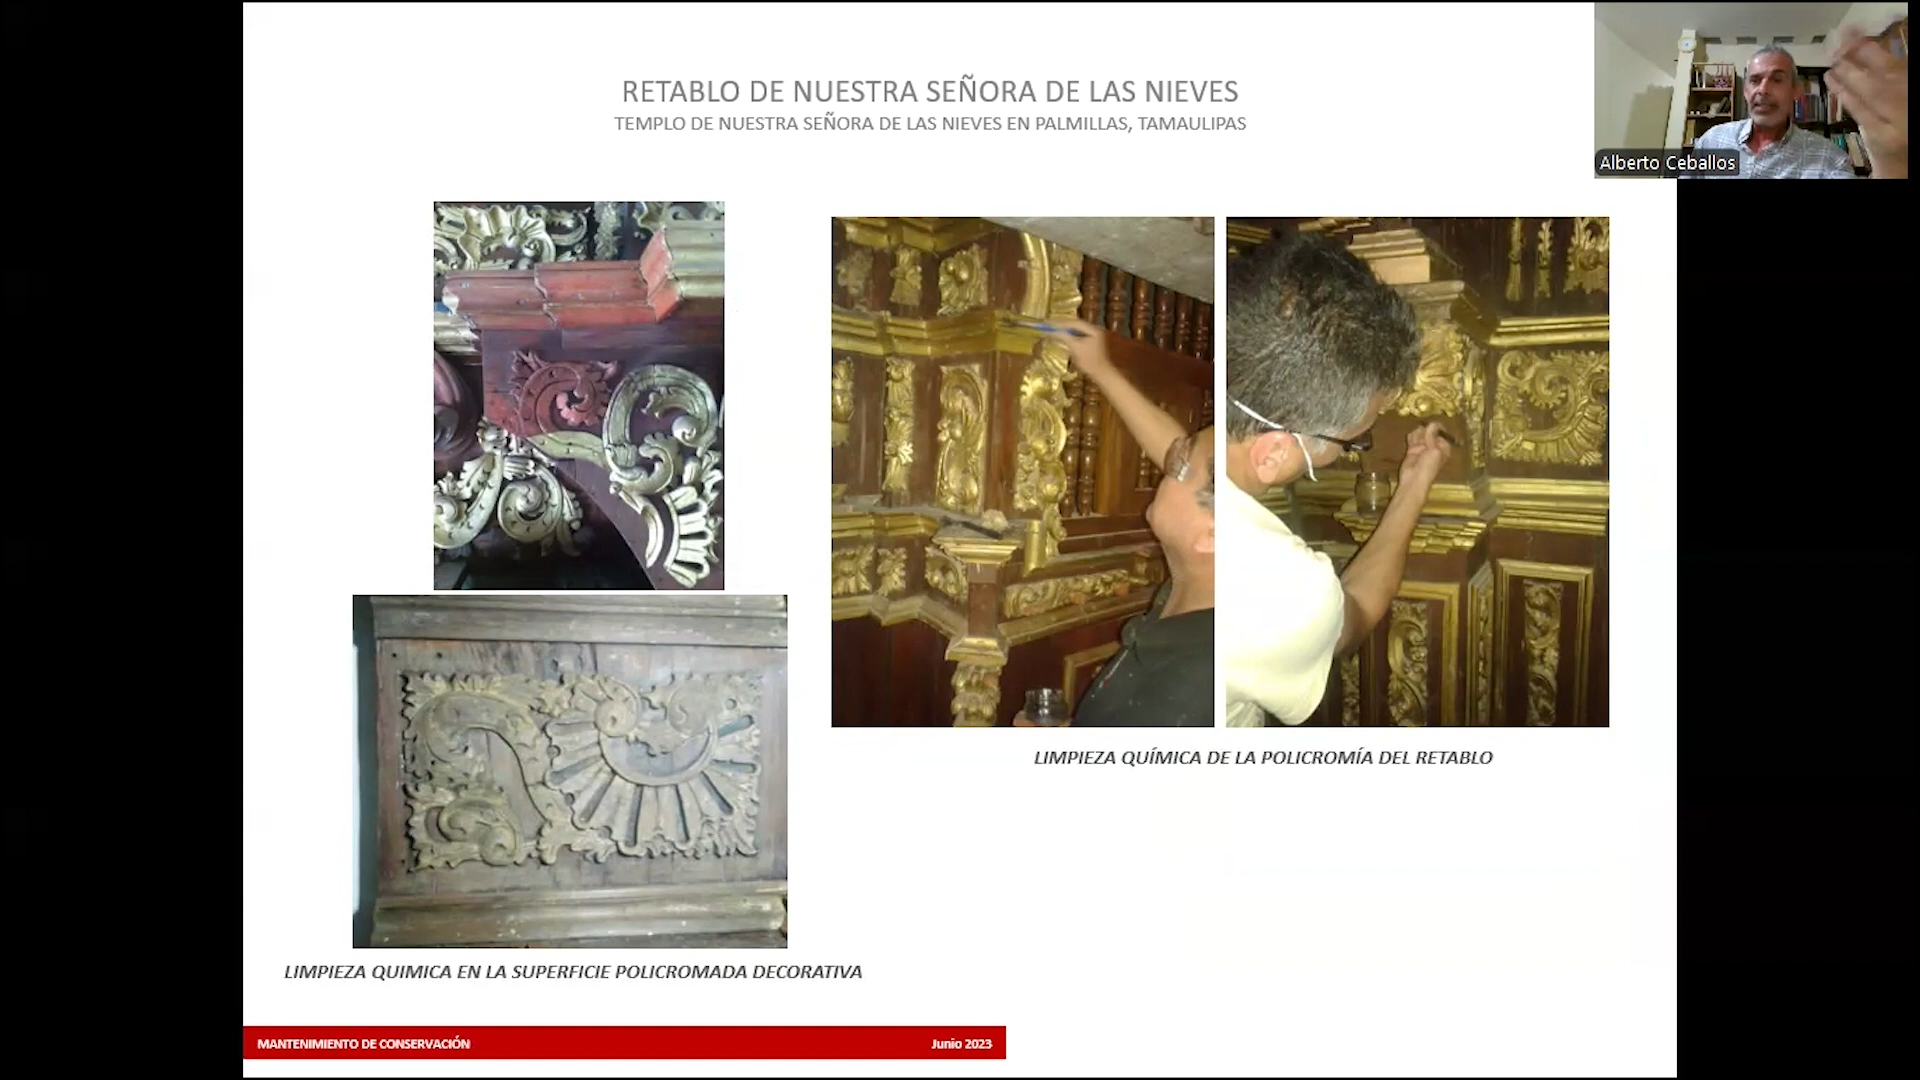 RETABLO DE NUESTRA SEÑORA DE LAS NIEVES
TEMPLO DE NUESTRA SEÑORA DE LAS NIEVES EN PALMILLAS, TAMAULIPAS
Alberto Ceballos
LIMPIEZA QUÍMICA DE LA POLICROMÍA DEL RETABLO
LIMPIEZA QUIMICA EN LA SUPERFICIE POLICROMADA DECORATIVA
MANTENIMIENTO DE CONSERVACIÓN
Junio 2023